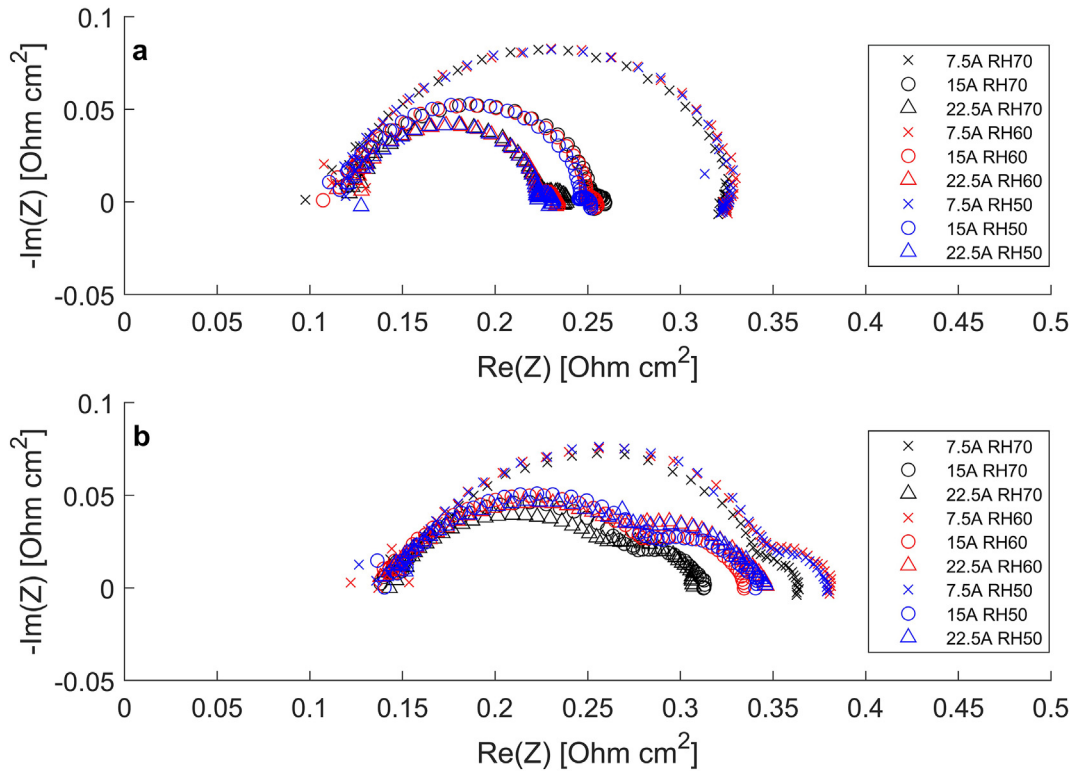 0.1
a
0.05
0
-0.05
-Im(Z) [Ohm cm2]
0 0.05 0.1 0.15 0.2 0.25 0.3 0.35 0.4 0.45 0.5
Re(Z) [Ohm cm2]
7.5A RH70
15A RH70
22.5A RH70
7.5A RH60
15A RH60
22.5A RH60
7.5A RH50
15A RH50
22.5A RH50
0.1
b
0.05
0
-0.05
-Im(Z) [Ohm cm2]
0 0.05 0.1 0.15 0.2 0.25 0.3 0.35 0.4 0.45 0.5
Re(Z) [Ohm cm2]
7.5A RH70
15A RH70
22.5A RH70
7.5A RH60
15A RH60
22.5A RH60
7.5A RH50
15A RH50
22.5A RH50